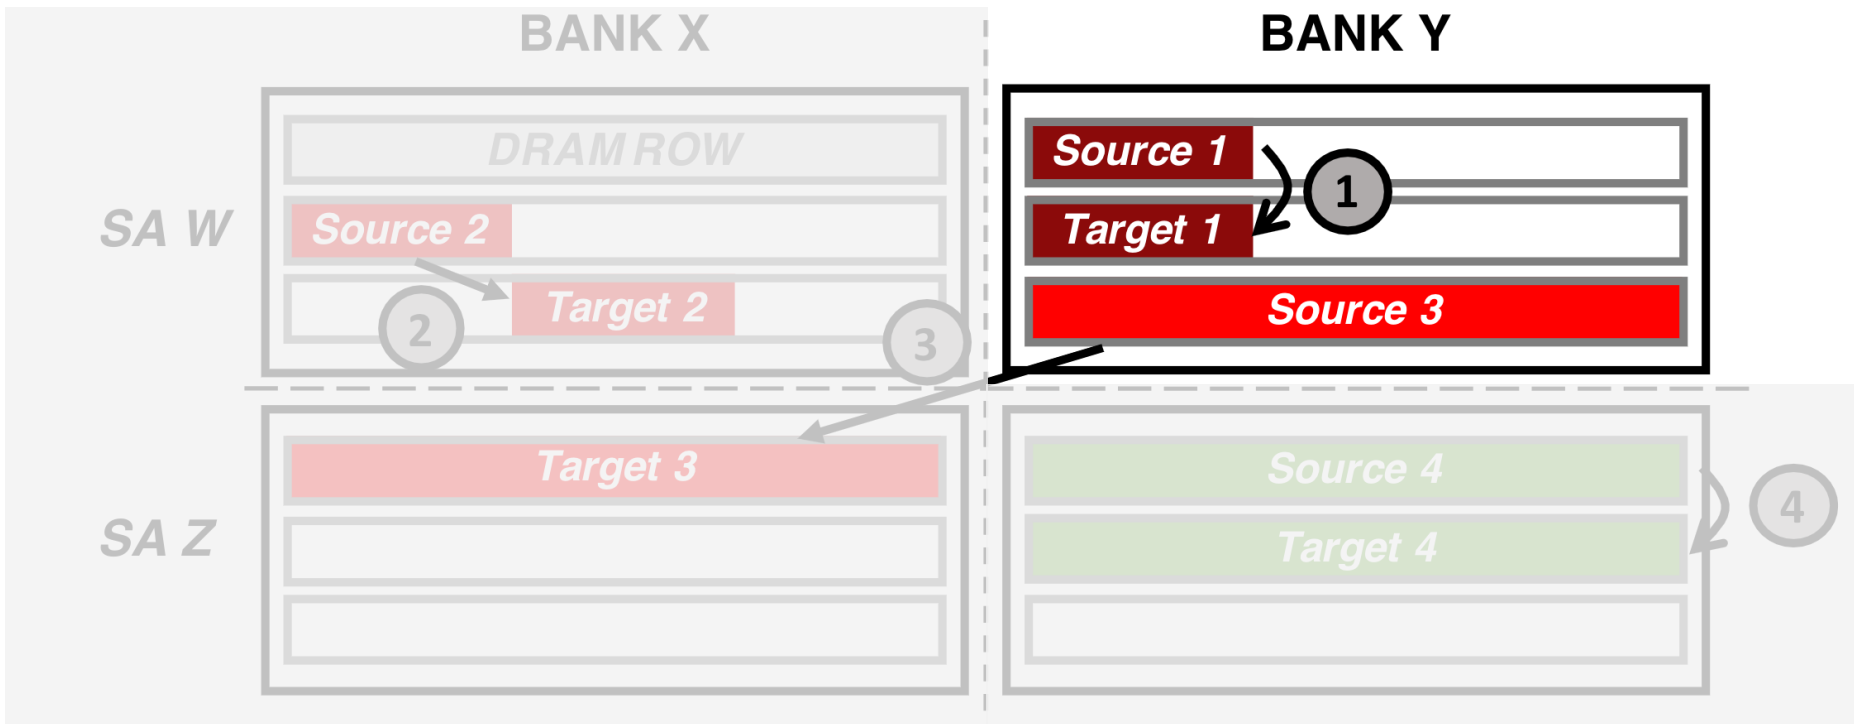 BANK X
BANK Y
DRAM ROW
Source 1
1
SA W
Source 2
Target 1
Target 2
Source 3
2
3
Target 3
Source 4
SA Z
4
Target 4